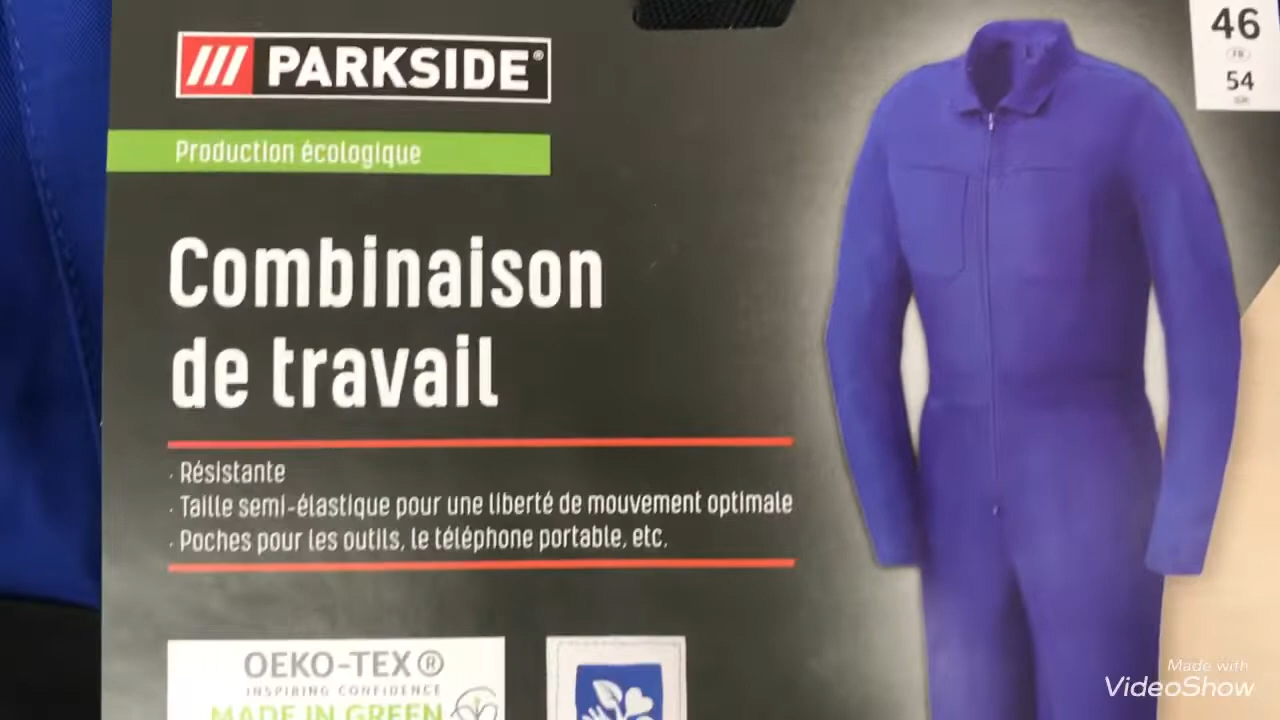 46
FR
54
PARKSIDE®
Production écologique
Combinaison
de travail
· Résistante
· Taille semi-élastique pour une liberté de mouvement optimale
· Poches pour les outils, le téléphone portable, etc.
OEKO-TEX®
INSPIRING CONFIDENCE
MADE IN GREEN
Made with
VideoShow